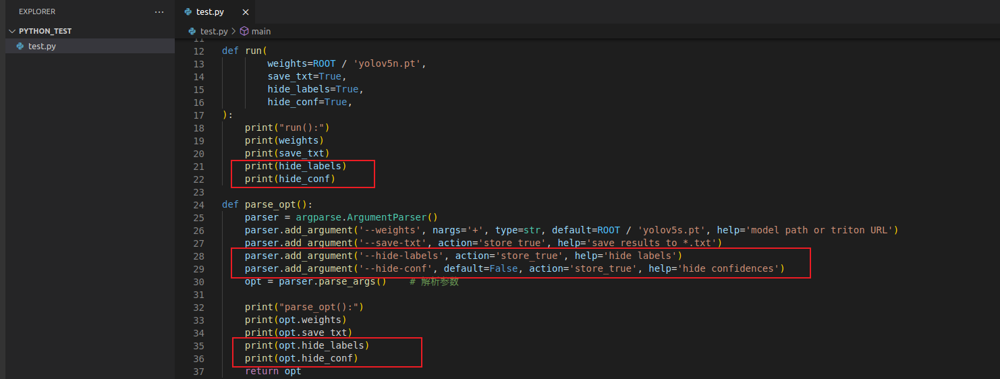 EXPLORER ...
PYTHON_TEST
test.py
test.py
test.py > main
11
12 def run(
13 weights=ROOT / 'yolov5n.pt',
14 save_txt=True,
15 hide_labels=True,
16 hide_conf=True,
17 ):
18 print("run():")
19 print(weights)
20 print(save_txt)
21 print(hide_labels)
22 print(hide_conf)
23
24 def parse_opt():
25 parser = argparse.ArgumentParser()
26 parser.add_argument('--weights', nargs='+', type=str, default=ROOT / 'yolov5s.pt', help='model path or triton URL')
27 parser.add_argument('--save-txt', action='store_true', help='save results to *.txt')
28 parser.add_argument('--hide-labels', action='store_true', help='hide labels')
29 parser.add_argument('--hide-conf', default=False, action='store_true', help='hide confidences')
30 opt = parser.parse_args() # 解析参数
31
32 print("parse_opt():")
33 print(opt.weights)
34 print(opt.save_txt)
35 print(opt.hide_labels)
36 print(opt.hide_conf)
37 return opt